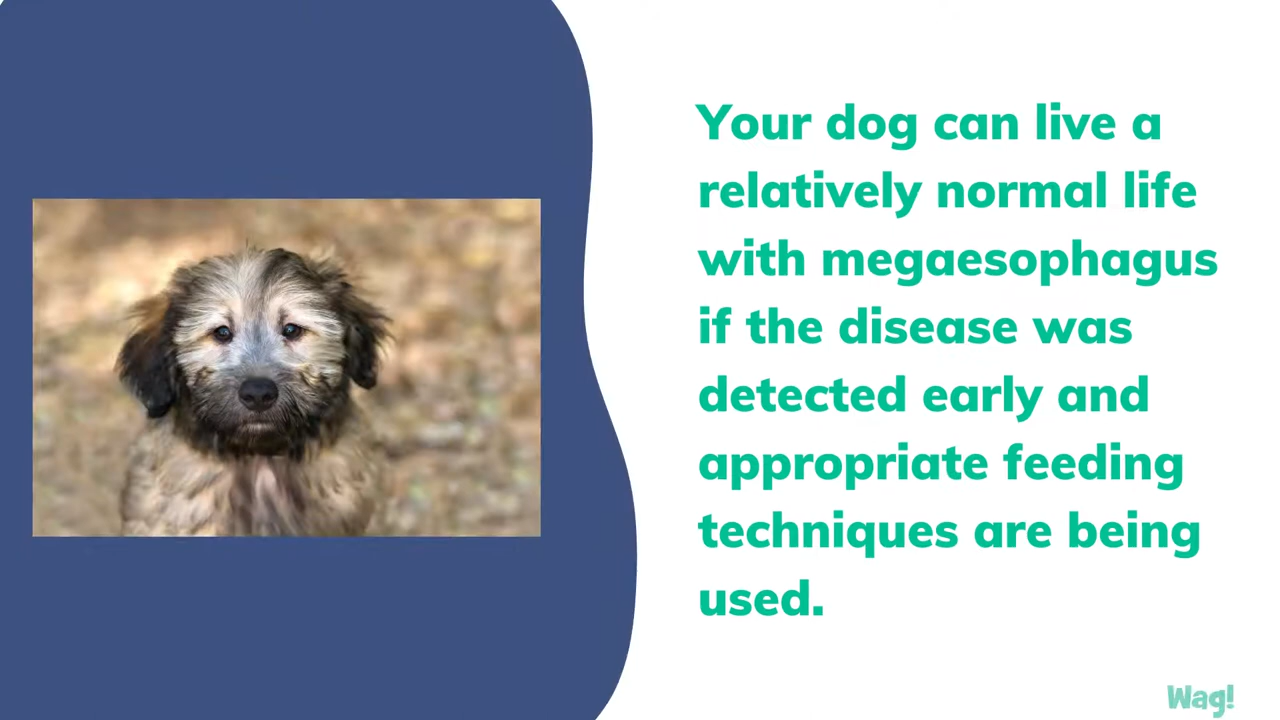 Your dog can live a
relatively normal life
with megaesophagus
if the disease was
detected early and
appropriate feeding
techniques are being
used.
Wag!